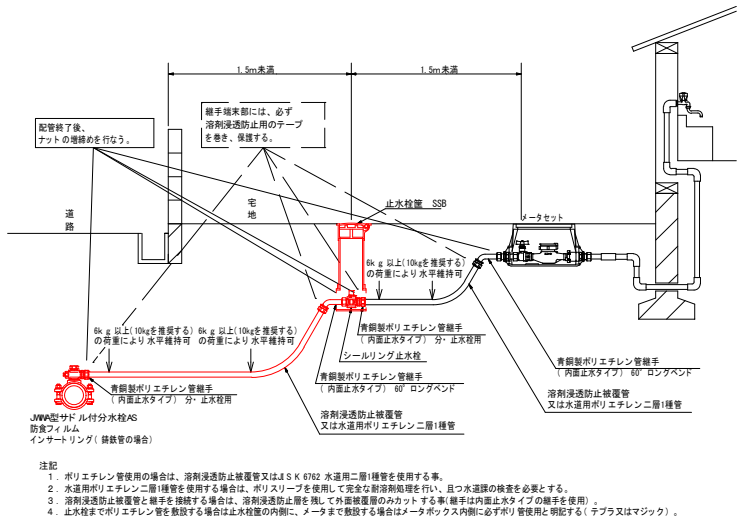 1.5m未満
1.5m未満
継手端末部には、必ず
溶剤浸透防止用のテープ
を巻き、保護する。
配管終了後、
ナットの増締めを行なう。
道路
宅地
止水栓筐 SSB
メータセット
6kg以上(10kgを推奨する)
の荷重により水平維持可
6kg以上(10kgを推奨する)
の荷重により水平維持可
6kg以上(10kgを推奨する)
の荷重により水平維持可
青銅製ポリエチレン管継手
(内面止水タイプ) 分・止水栓用
シールリング止水栓
青銅製ポリエチレン管継手
(内面止水タイプ) 60° ロングベンド
青銅製ポリエチレン管継手
(内面止水タイプ) 60° ロングベンド
青銅製ポリエチレン管継手
(内面止水タイプ) 分・止水栓用
溶剤浸透防止被覆管
又は水道用ポリエチレン二層1種管
溶剤浸透防止被覆管
又は水道用ポリエチレン二層1種管
JWWA型サドル付分水栓AS
防食フィルム
インサートリング(鋳鉄管の場合)
注記
1. ポリエチレン管使用の場合は、溶剤浸透防止被覆管又はJIS K 6762 水道用二層1種管を使用する事。
2. 水道用ポリエチレン二層1種管を使用する場合は、ポリスリーブを使用して完全な耐溶剤処理を行い、且つ水道課の検査を必要とする。
3. 溶剤浸透防止被覆管と継手を接続する場合は、溶剤浸透防止層を残して外面被覆層のみカットする事(継手は内面止水タイプの継手を使用)。
4. 止水栓までポリエチレン管を敷設する場合は止水栓筐の内側に、メータまで敷設する場合はメータボックス内側に必ずポリ管使用と明記する(テプラ又はマジック)。